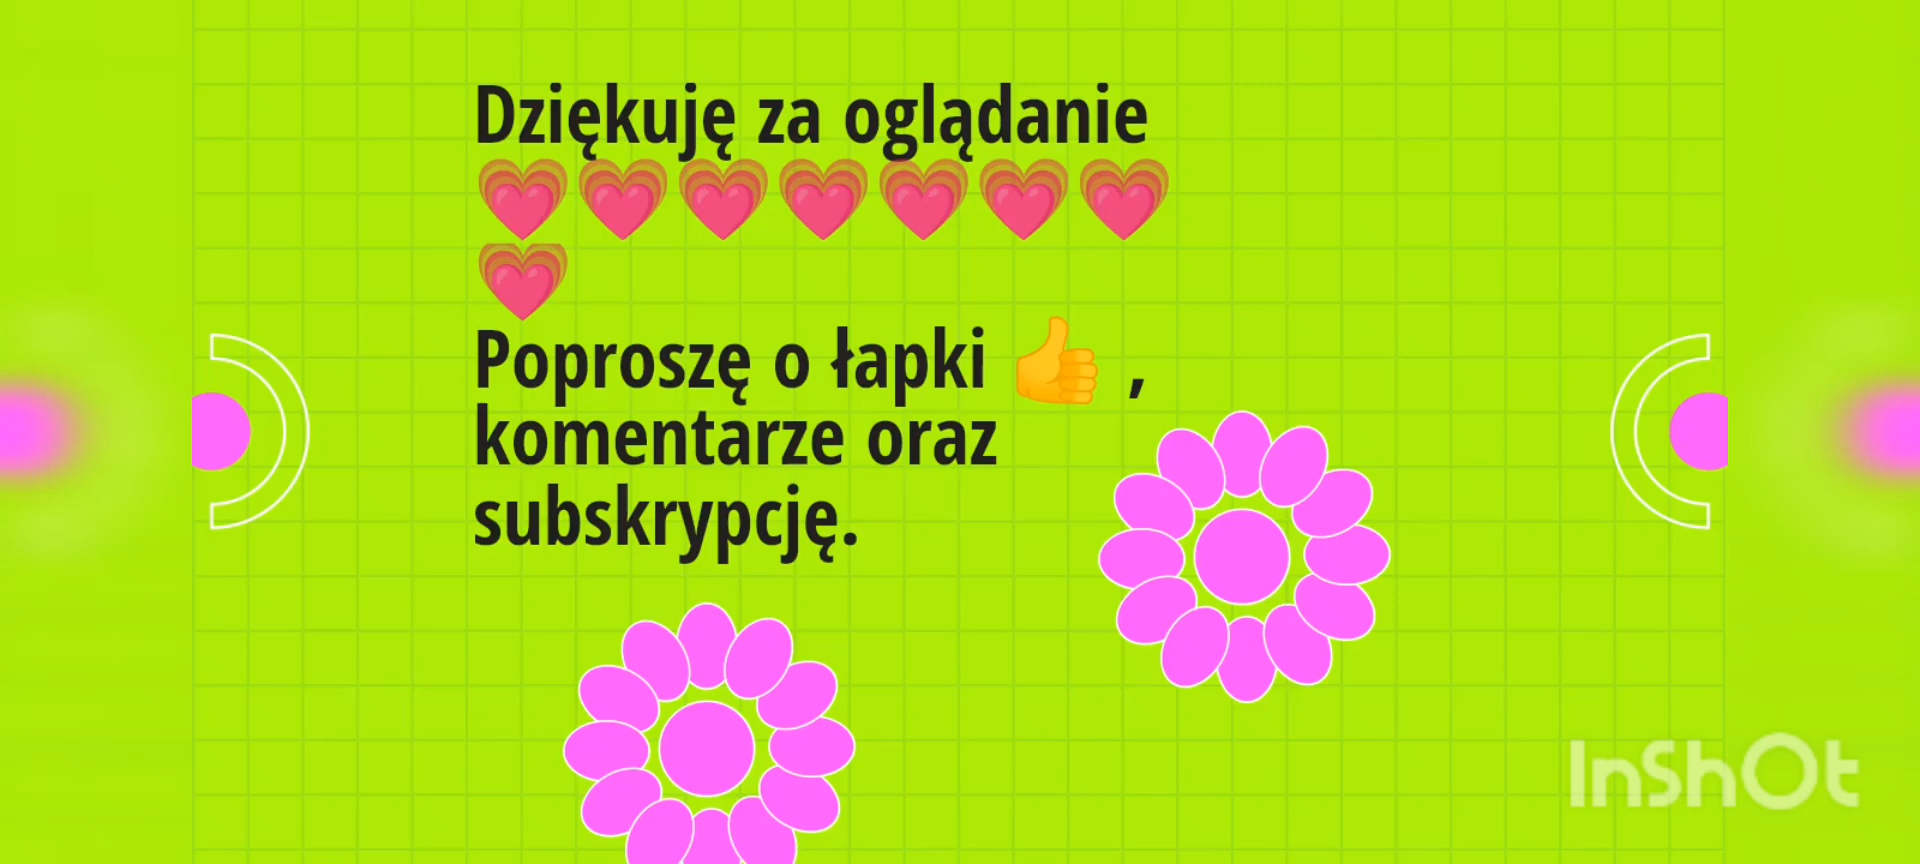 Dziękuję za oglądanie
💗💗💗💗💗💗💗
💗
Poproszę o łapki 👍 ,
komentarze oraz
subskrypcję.
InShOt